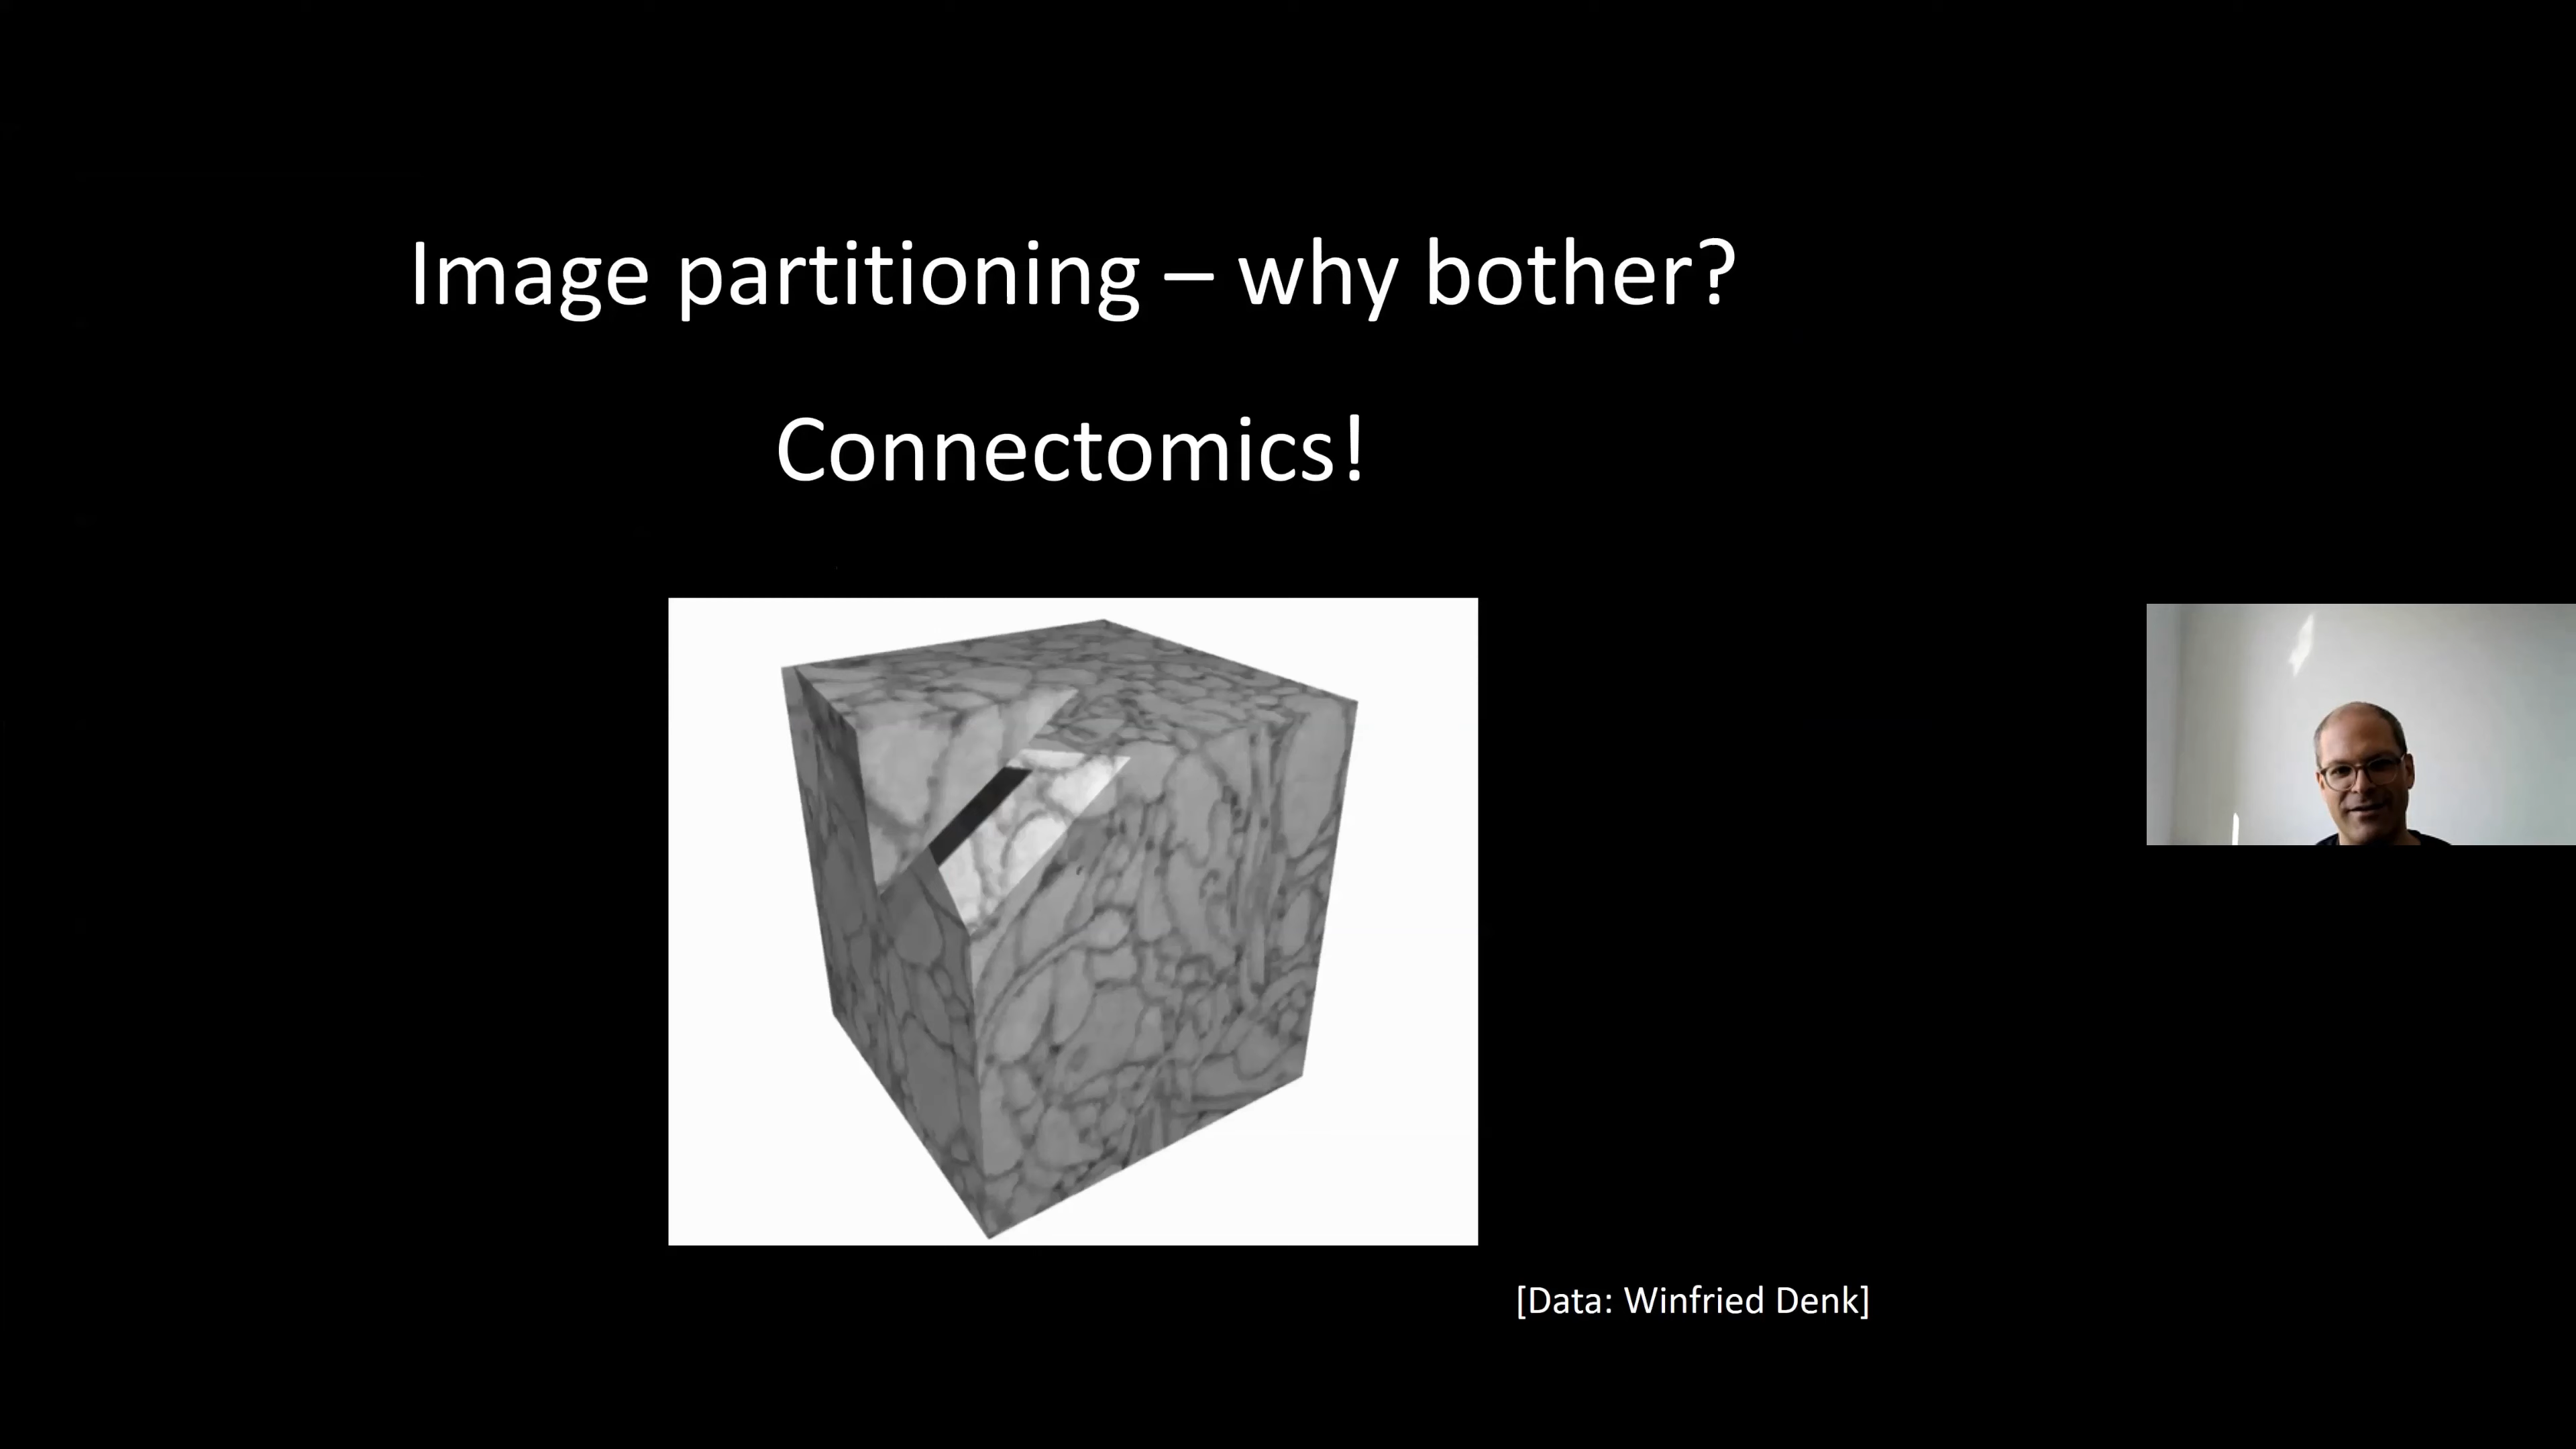 Image partitioning – why bother?
Connectomics!
[Data: Winfried Denk]